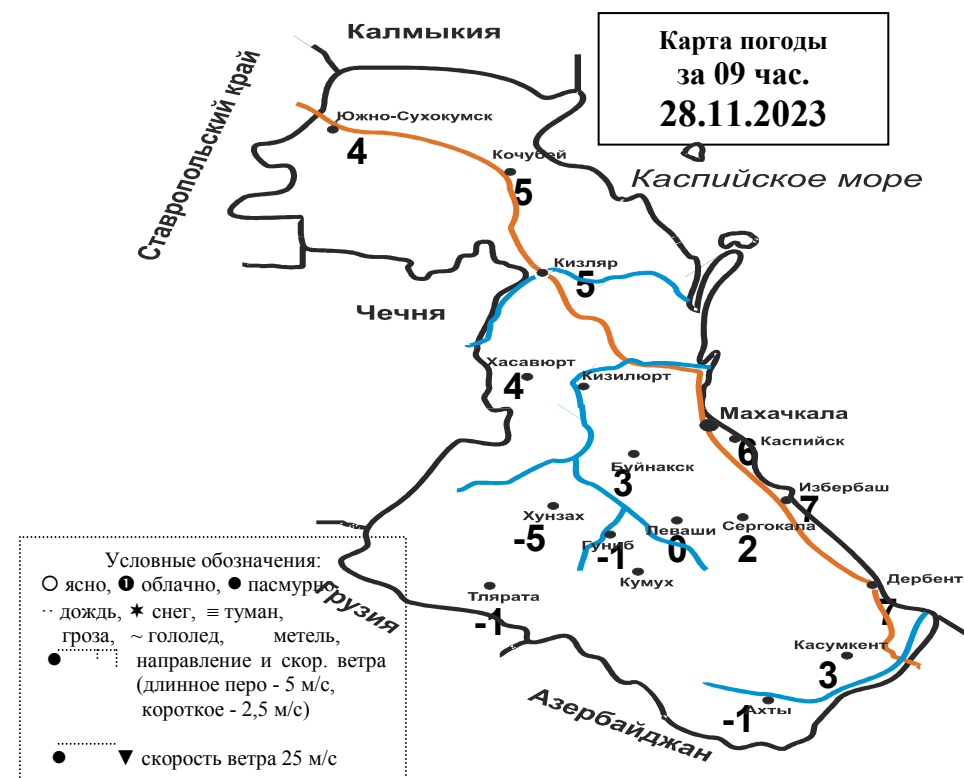 Калмыкия
Карта погоды
за 09 час.
28.11.2023
Ставропольский край
Южно-Сухокумск
4
Кочубей
5
Каспийское море
Кизляр
5
Чечня
Хасавюрт
4
Кизилюрт
Махачкала
Каспийск
6
Буйнакск
3
Избербаш
7
Хунзах
-5
Гуниб
-1
Леваши
0
Сергокала
2
Кумух
Дербент
7
Тлярата
-1
Касумкент
3
Ахты
-1
Грузия
Азербайджан
Условные обозначения:
ясно, облачно, пасмурно,
·· дождь, ✶ снег, ≡ туман,
гроза, ~ гололед, метель,
направление и скор. ветра
(длинное перо - 5 м/с,
короткое - 2,5 м/с)
скорость ветра 25 м/с